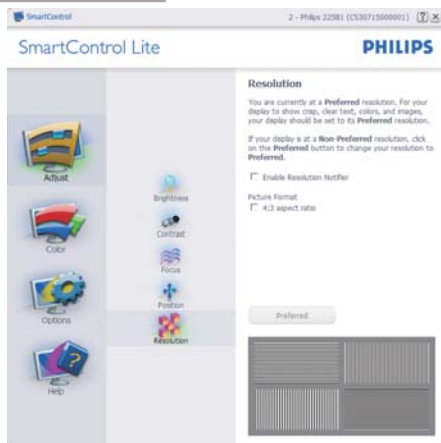 SmartControl
2 - Philips 220B1 (CS30715000001)
SmartControl Lite
PHILIPS
Adjust
Color
Options
Help
Brightness
Contrast
Focus
Position
Resolution
Resolution
You are currently at a Preferred resolution. For your
display to show crisp, clear text, colors, and images,
your display should be set to its Preferred resolution.
If your display is at a Non-Preferred resolution, click
on the Preferred button to change your resolution to
Preferred.
Enable Resolution Notifier
Picture Format
4:3 aspect ratio
Preferred